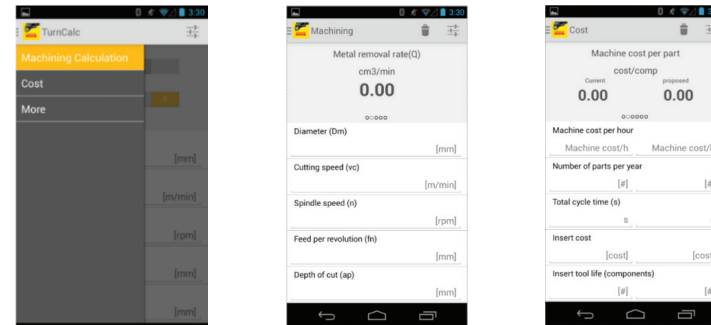 3:30
TurnCalc
Machining Calculation
Cost
More
[mm]
[m/min]
[rpm]
[mm]
[mm]
3:30
Machining
Metal removal rate(Q)
cm3/min
0.00
Diameter (Dm)
[mm]
Cutting speed (vc)
[m/min]
Spindle speed (n)
[rpm]
Feed per revolution (fn)
[mm]
Depth of cut (ap)
[mm]
Cost
Machine cost per part
cost/comp
Current proposed
0.00 0.00
Machine cost per hour
Machine cost/h Machine cost/
Number of parts per year
[#] [#
Total cycle time (s)
s
Insert cost
[cost] [cos
Insert tool life (components)
[#] [#